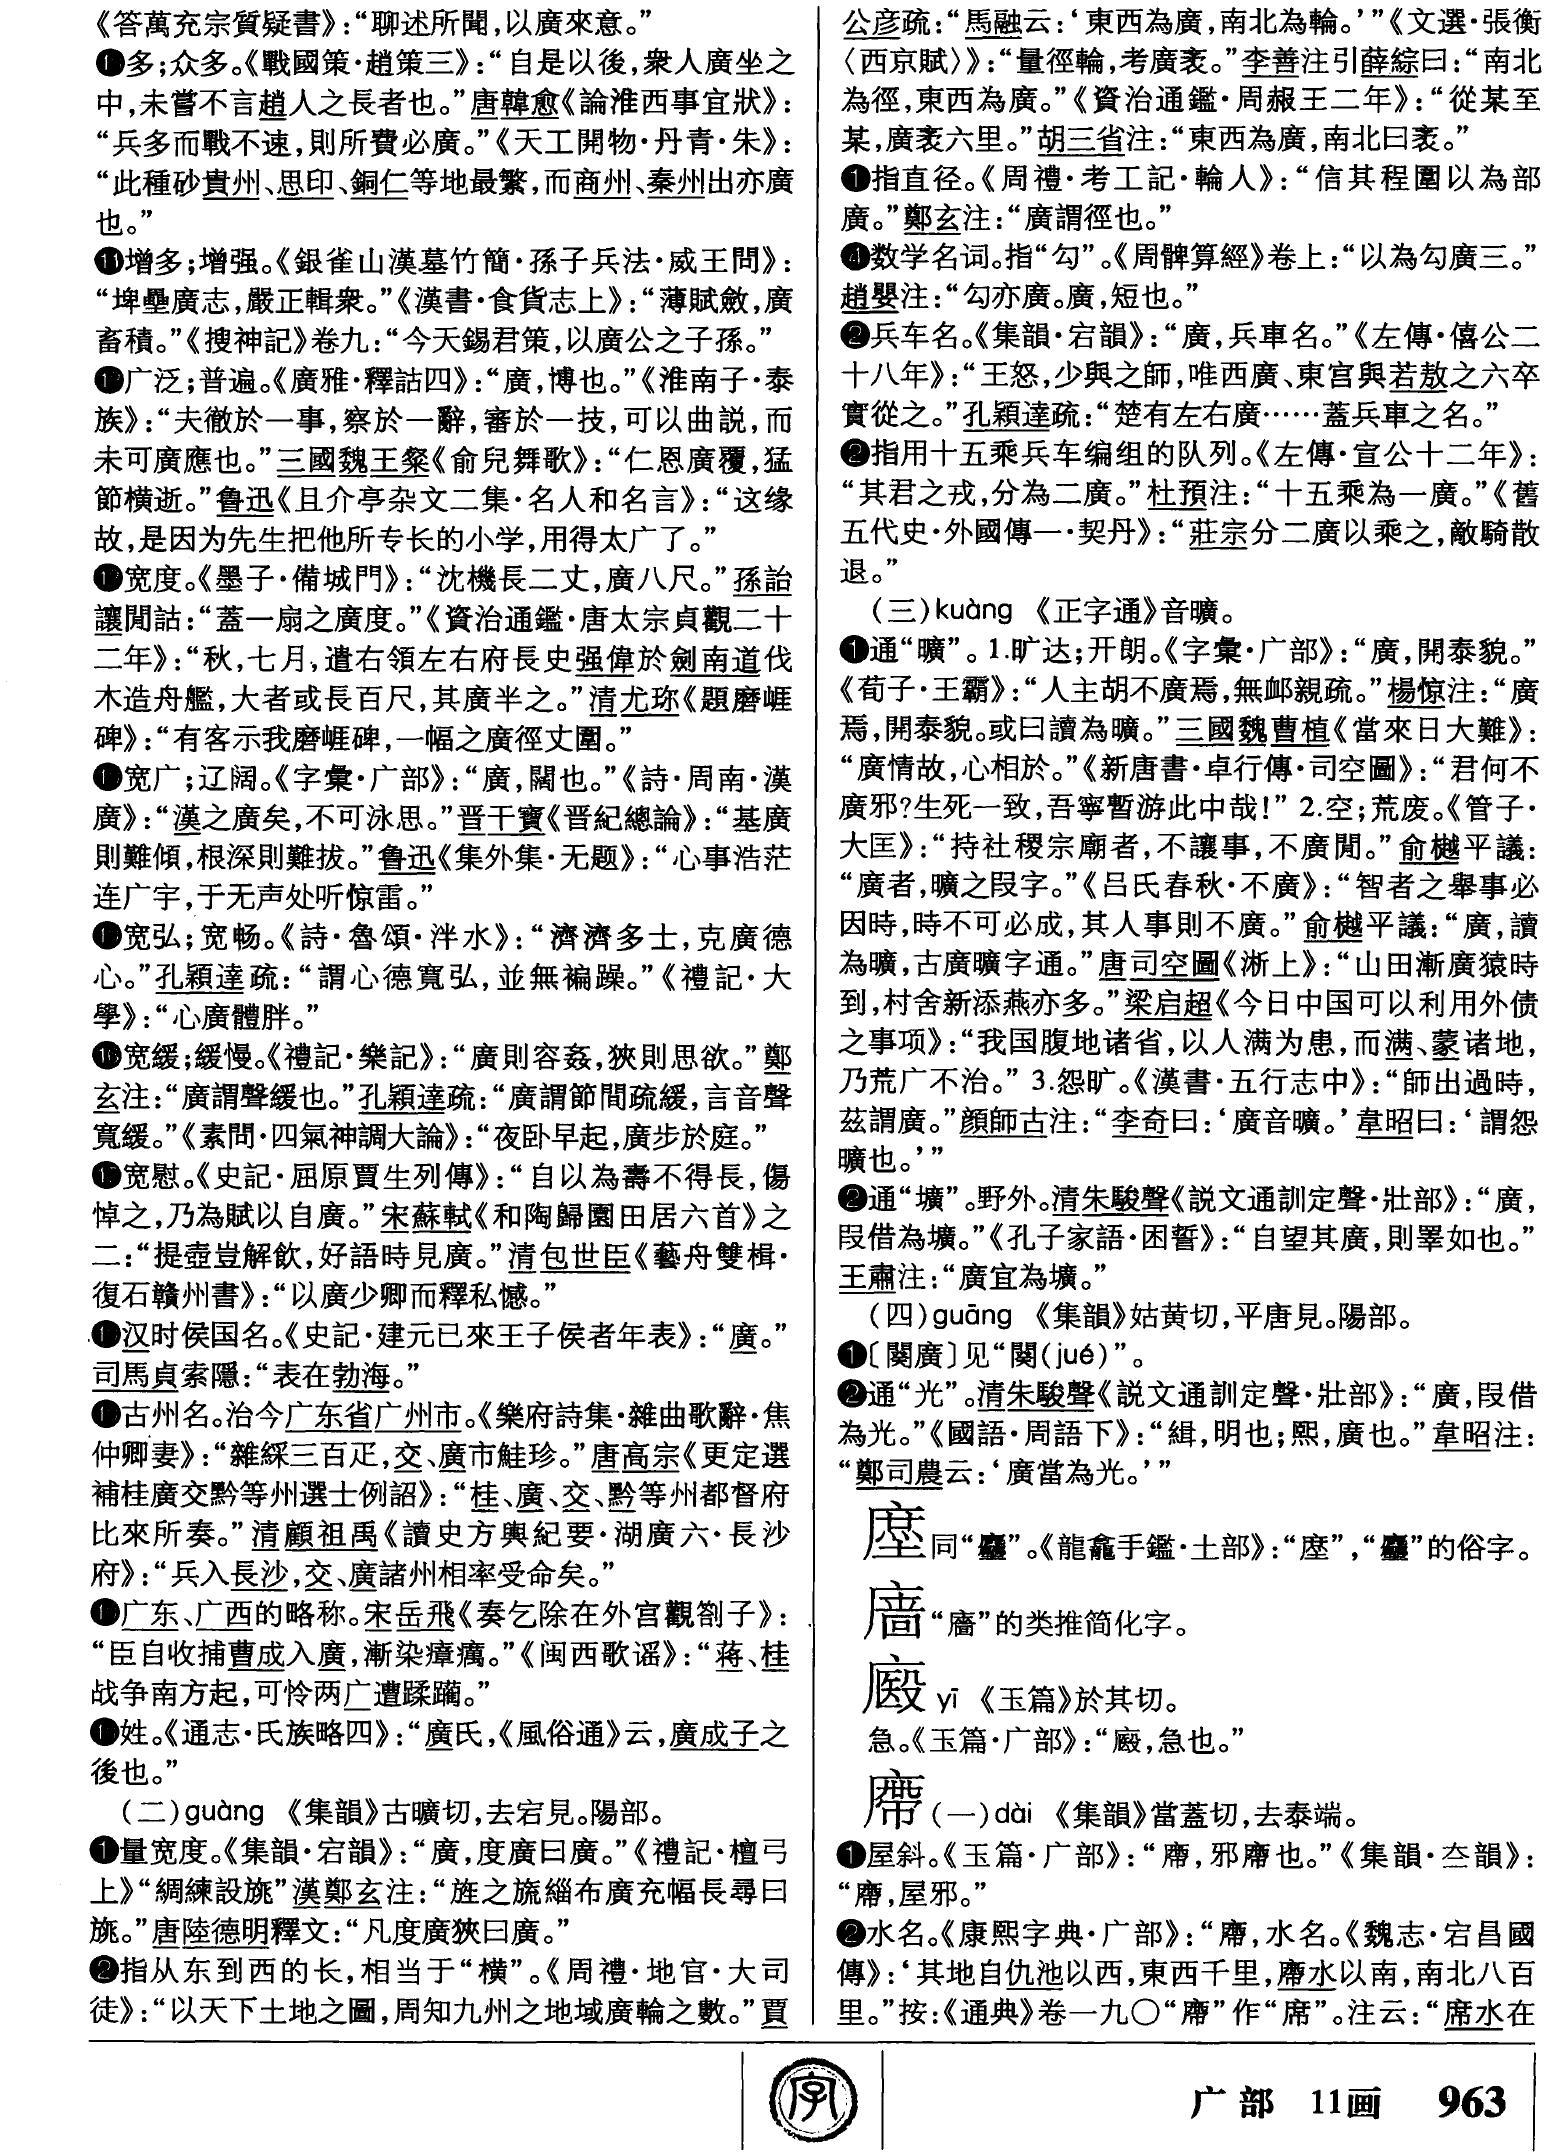 《答萬充宗質疑書》：“聊述所聞，以廣來意。”
❿多；众多。《戰國策·趙策三》：“自是以後，衆人廣坐之
中，未嘗不言趙人之長者也。”唐韓愈《論淮西事宜狀》：
“兵多而戰不速，則所費必廣。”《天工開物·丹青·朱》：
“此種砂貴州、思印、銅仁等地最繁，而商州、秦州出亦廣
也。”
⓫增多；增强。《銀雀山漢墓竹簡·孫子兵法·威王問》：
“埤壘廣志，嚴正輯衆。”《漢書·食貨志上》：“薄賦斂，廣
畜積。”《搜神記》卷九：“今天錫君策，以廣公之子孫。”
⓬广泛；普遍。《廣雅·釋詁四》：“廣，博也。”《淮南子·泰
族》：“夫徹於一事，察於一辭，審於一技，可以曲説，而
未可廣應也。”三國魏王粲《俞兒舞歌》：“仁恩廣覆，猛
節横逝。”鲁迅《且介亭杂文二集·名人和名言》：“这缘
故，是因为先生把他所专长的小学，用得太广了。”
⓭宽度。《墨子·備城門》：“沈機長二丈，廣八尺。”孫詒
讓閒詁：“蓋一扇之廣度。”《資治通鑑·唐太宗貞觀二十
二年》：“秋，七月，遣右領左右府長史强偉於劍南道伐
木造舟艦，大者或長百尺，其廣半之。”清尤珍《題磨崕
碑》：“有客示我磨崕碑，一幅之廣徑丈圍。”
⓮宽广；辽阔。《字彙·广部》：“廣，闊也。”《詩·周南·漢
廣》：“漢之廣矣，不可泳思。”晋干寶《晋紀總論》：“基廣
則難傾，根深則難拔。”鲁迅《集外集·无题》：“心事浩茫
连广宇，于无声处听惊雷。”
⓯宽弘；宽畅。《詩·魯頌·泮水》：“濟濟多士，克廣德
心。”孔穎達疏：“謂心德寬弘，並無褊躁。”《禮記·大
學》：“心廣體胖。”
⓰宽缓；缓慢。《禮記·樂記》：“廣則容姦，狹則思欲。”鄭
玄注：“廣謂聲緩也。”孔穎達疏：“廣謂節間疏緩，言音聲
寬緩。”《素問·四氣神調大論》：“夜卧早起，廣步於庭。”
⓱宽慰。《史記·屈原賈生列傳》：“自以為壽不得長，傷
悼之，乃為賦以自廣。”宋蘇軾《和陶歸園田居六首》之
二：“提壺豈解飲，好語時見廣。”清包世臣《藝舟雙楫·
復石贛州書》：“以廣少卿而釋私憾。”
⓲汉时侯国名。《史記·建元已來王子侯者年表》：“廣。”
司馬貞索隱：“表在勃海。”
⓳古州名。治今广东省广州市。《樂府詩集·雜曲歌辭·焦
仲卿妻》：“雜綵三百疋，交、廣市鮭珍。”唐高宗《更定選
補桂廣交黔等州選士例詔》：“桂、廣、交、黔等州都督府
比來所奏。”清顧祖禹《讀史方輿紀要·湖廣六·長沙
府》：“兵入長沙，交、廣諸州相率受命矣。”
广东、广西的略称。宋岳飛《奏乞除在外宫觀劄子》：
“臣自收捕曹成入廣，漸染瘴癘。”《闽西歌谣》：“蒋、桂
战争南方起，可怜两广遭蹂躏。”
姓。《通志·氏族略四》：“廣氏，《風俗通》云，廣成子之
後也。”
（二）guàng 《集韻》古曠切，去宕見。陽部。
❶量宽度。《集韻·宕韻》：“廣，度廣曰廣。”《禮記·檀弓
上》“綢練設旐”漢鄭玄注：“旌之旐緇布廣充幅長尋曰
旐。”唐陸德明釋文：“凡度廣狹曰廣。”
❷指从东到西的长，相当于“横”。《周禮·地官·大司
徒》：“以天下土地之圖，周知九州之地域廣輪之數。”賈
公彦疏：“馬融云：‘東西為廣，南北為輪。’”《文選·張衡
〈西京賦〉》：“量徑輪，考廣袤。”李善注引薛綜曰：“南北
為徑，東西為廣。”《資治通鑑·周赧王二年》：“從某至
某，廣袤六里。”胡三省注：“東西為廣，南北曰袤。”
❸指直径。《周禮·考工記·輪人》：“信其桯圍以為部
廣。”鄭玄注：“廣謂徑也。”
❹数学名词。指“勾”。《周髀算經》卷上：“以為勾廣三。”
趙嬰注：“勾亦廣。廣，短也。”
❺兵车名。《集韻·宕韻》：“廣，兵車名。”《左傳·僖公二
十八年》：“王怒，少與之師，唯西廣、東宫與若敖之六卒
實從之。”孔穎達疏：“楚有左右廣……蓋兵車之名。”
❻指用十五乘兵车编组的队列。《左傳·宣公十二年》：
“其君之戎，分為二廣。”杜預注：“十五乘為一廣。”《舊
五代史·外國傳一·契丹》：“莊宗分二廣以乘之，敵騎散
退。”
（三）kuàng 《正字通》音曠。
❶通“曠”。1.旷达；开朗。《字彙·广部》：“廣，開泰貌。”
《荀子·王霸》：“人主胡不廣焉，無卹親疏。”楊倞注：“廣
焉，開泰貌。或曰讀為曠。”三國魏曹植《當來日大難》：
“廣情故，心相於。”《新唐書·卓行傳·司空圖》：“君何不
廣邪？生死一致，吾寧暫游此中哉！” 2.空；荒废。《管子·
大匡》：“持社稷宗廟者，不讓事，不廣閒。”俞樾平議：
“廣者，曠之叚字。”《吕氏春秋·不廣》：“智者之舉事必
因時，時不可必成，其人事則不廣。”俞樾平議：“廣，讀
為曠，古廣曠字通。”唐司空圖《淅上》：“山田漸廣猿時
到，村舍新添燕亦多。”梁启超《今日中国可以利用外债
之事项》：“我国腹地诸省，以人满为患，而满、蒙诸地，
乃荒广不治。” 3.怨旷。《漢書·五行志中》：“師出過時，
兹謂廣。”顔師古注：“李奇曰：‘廣音曠。’韋昭曰：‘謂怨
曠也。’”
❷通“壙”。野外。清朱駿聲《説文通訓定聲·壯部》：“廣，
叚借為壙。”《孔子家語·困誓》：“自望其廣，則睪如也。”
王肅注：“廣宜為壙。”
（四）guāng 《集韻》姑黄切，平唐見。陽部。
❶〔闋廣〕见“闋(jué)”。
❷通“光”。清朱駿聲《説文通訓定聲·壯部》：“廣，叚借
為光。”《國語·周語下》：“緝，明也；熙，廣也。”韋昭注：
“鄭司農云：‘廣當為光。’”
同“廳”。《龍龕手鑑·土部》：的俗字。
“廧”的类推简化字。
yī 《玉篇》於其切。
急。《玉篇·广部》：急也。”
廗（一）dài 《集韻》當蓋切，去泰端。
❶屋斜。《玉篇·广部》：“廗，邪廗也。”《集韻·夳韻》：
“廗，屋邪。”
❷水名。《康熙字典·广部》：“廗，水名。《魏志·宕昌國
傳》：‘其地自仇池以西，東西千里，廗水以南，南北八百
里。”按：《通典》卷一九〇“廗”作“席”。注云：“席水在
字
广部 11画 963